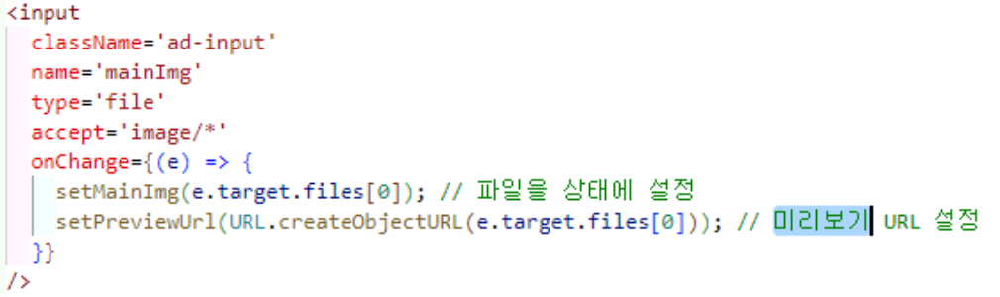 <input
className='ad-input'
name='mainImg'
type='file'
accept='image/*'
onChange={(e) => {
setMainImg(e.target.files[0]); // 파일을 상태에 설정
setPreviewUrl(URL.createObjectURL(e.target.files[0])); // 미리보기 URL 설정
}}
/>